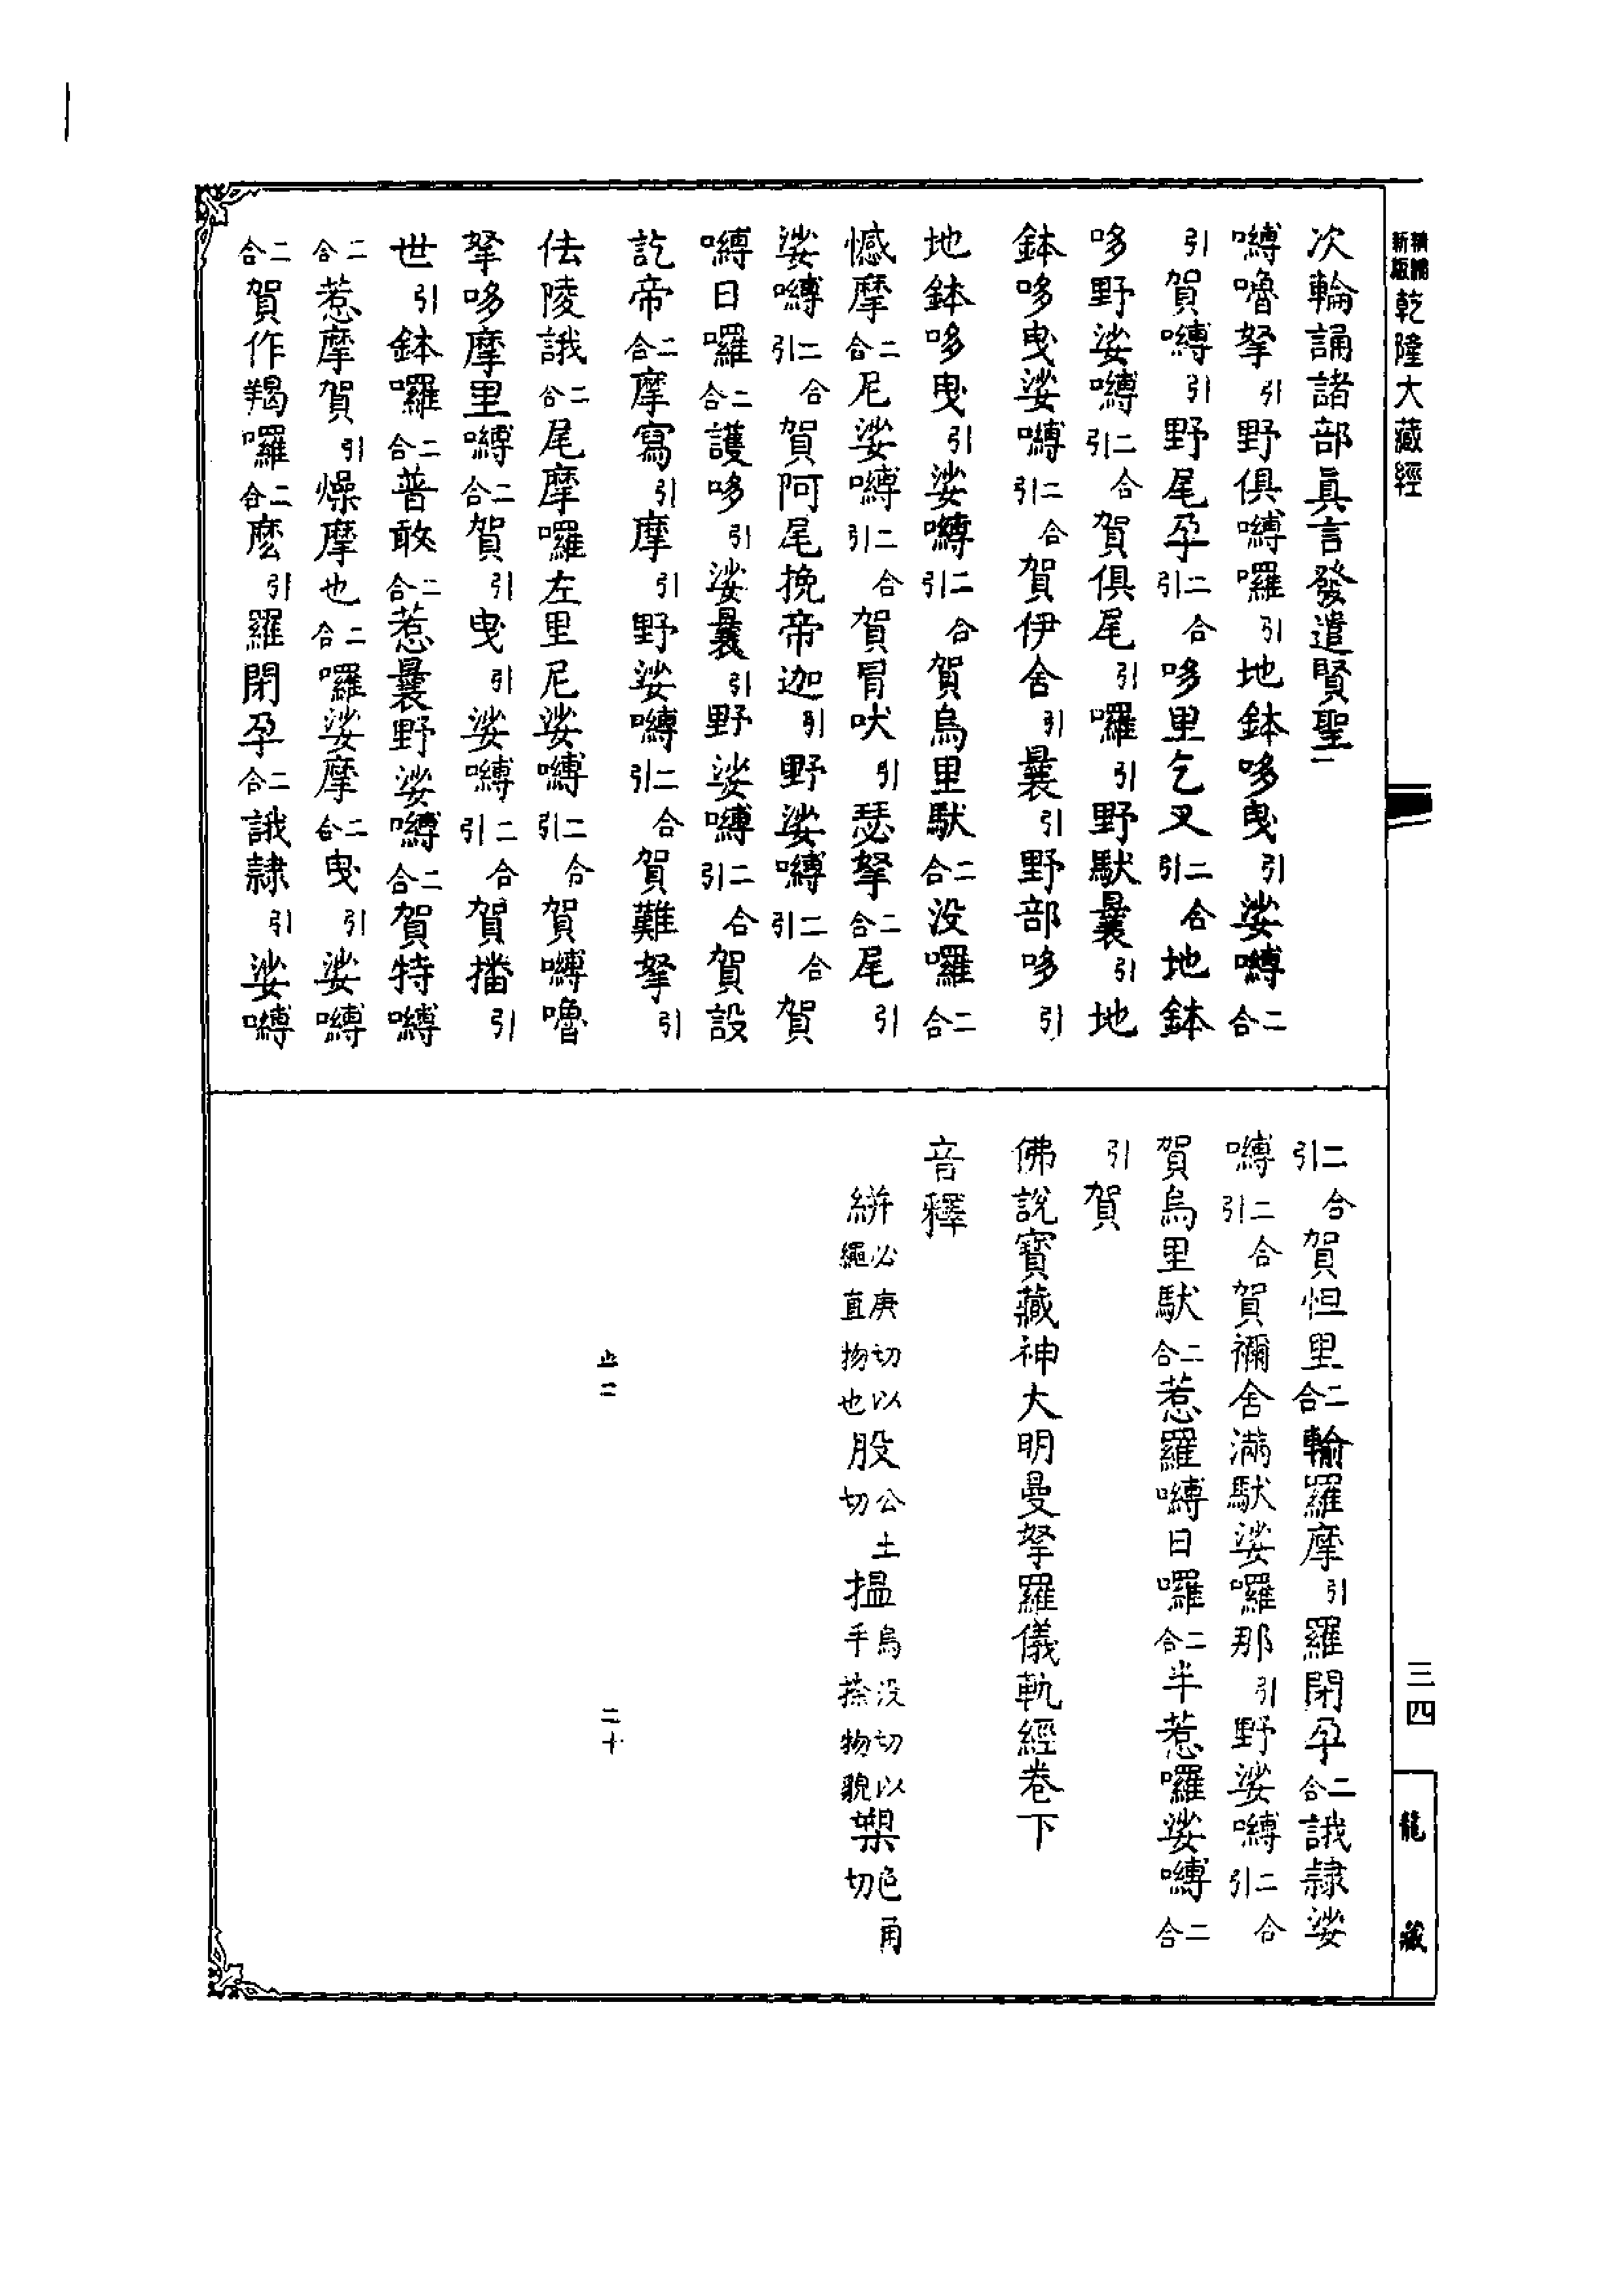 精補新版乾隆大藏經
次輪誦諸部眞言發遣賢聖
嚩嚕拏引野俱嚩囉引地鉢哆曳引娑嚩二合
引賀嚩引野尾孕二合引哆里乞叉二合引地鉢
哆野娑嚩二合引賀俱尾引囉引野馱曩引地
鉢哆曳娑嚩二合引賀伊舍引曩引野部哆引
地鉢哆曳引娑嚩二合引賀烏里馱二合没囉二合
憾摩二合尼娑嚩二合引賀冐吠引瑟拏二合尾引
娑嚩二合引賀阿尾挽帝迦引野娑嚩二合引賀
嚩日囉二合護哆引娑曩引野娑嚩二合引賀設
訖帝二合摩寫引摩引野娑嚩二合引賀難拏引
佉陵誐二合尾摩囉左里尼娑嚩二合引賀嚩嚕
拏哆摩里嚩二合賀引曳引娑嚩二合引賀播引
世引鉢囉二合普敢二合惹曩野娑嚩二合賀特嚩
二合惹摩賀引燥摩也二合囉娑摩二合曳引娑嚩
二合賀作羯囉二合麽引羅閉孕二合誐隸引娑嚩
二合引賀怛里二合輸羅摩引羅閉孕二合誐隸娑
嚩二合引賀禰舍滿馱娑囉那引野娑嚩二合引
賀烏里馱二合惹羅嚩日囉二合半惹囉娑嚩二合
引賀
佛說寶藏神大明曼拏羅儀軌經卷下
音釋
絣必庚切以繩直物也股公土切搵烏没切以手捺物貌槊色角切
止二
二十
三四
龍藏